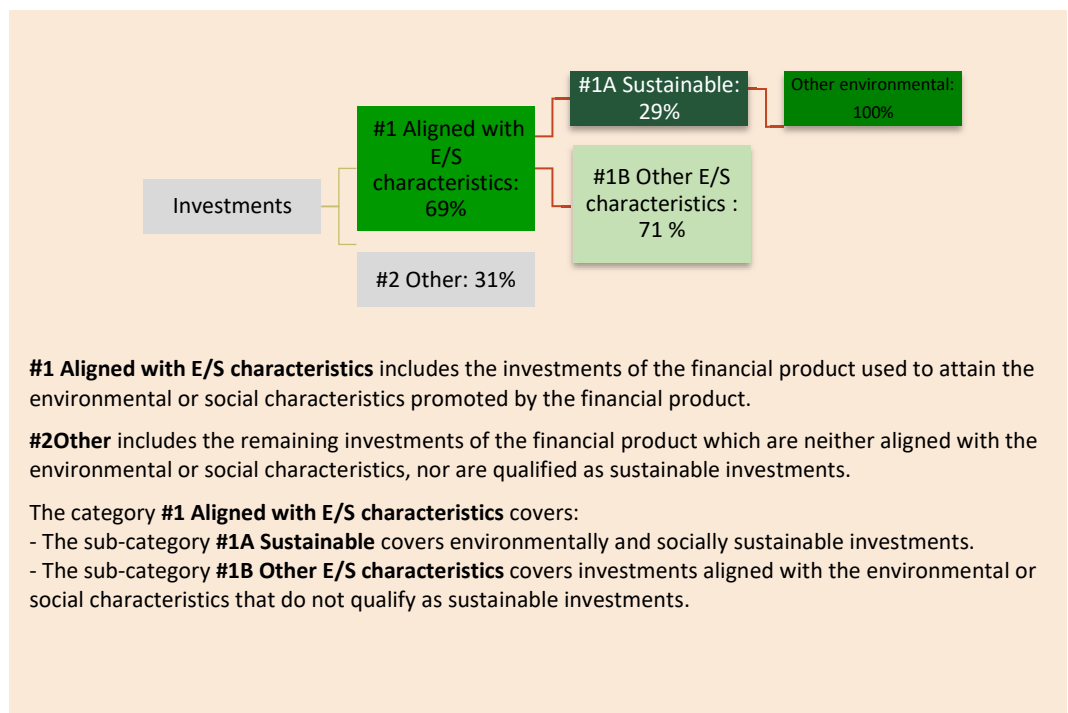 Investments
#1 Aligned with
E/S
characteristics:
69%
#2 Other: 31%
#1A Sustainable:
29%
#1B Other E/S
characteristics :
71 %
Other environmental:
100%
#1 Aligned with E/S characteristics includes the investments of the financial product used to attain the
environmental or social characteristics promoted by the financial product.
#2Other includes the remaining investments of the financial product which are neither aligned with the
environmental or social characteristics, nor are qualified as sustainable investments.
The category #1 Aligned with E/S characteristics covers:
- The sub-category #1A Sustainable covers environmentally and socially sustainable investments.
- The sub-category #1B Other E/S characteristics covers investments aligned with the environmental or
social characteristics that do not qualify as sustainable investments.